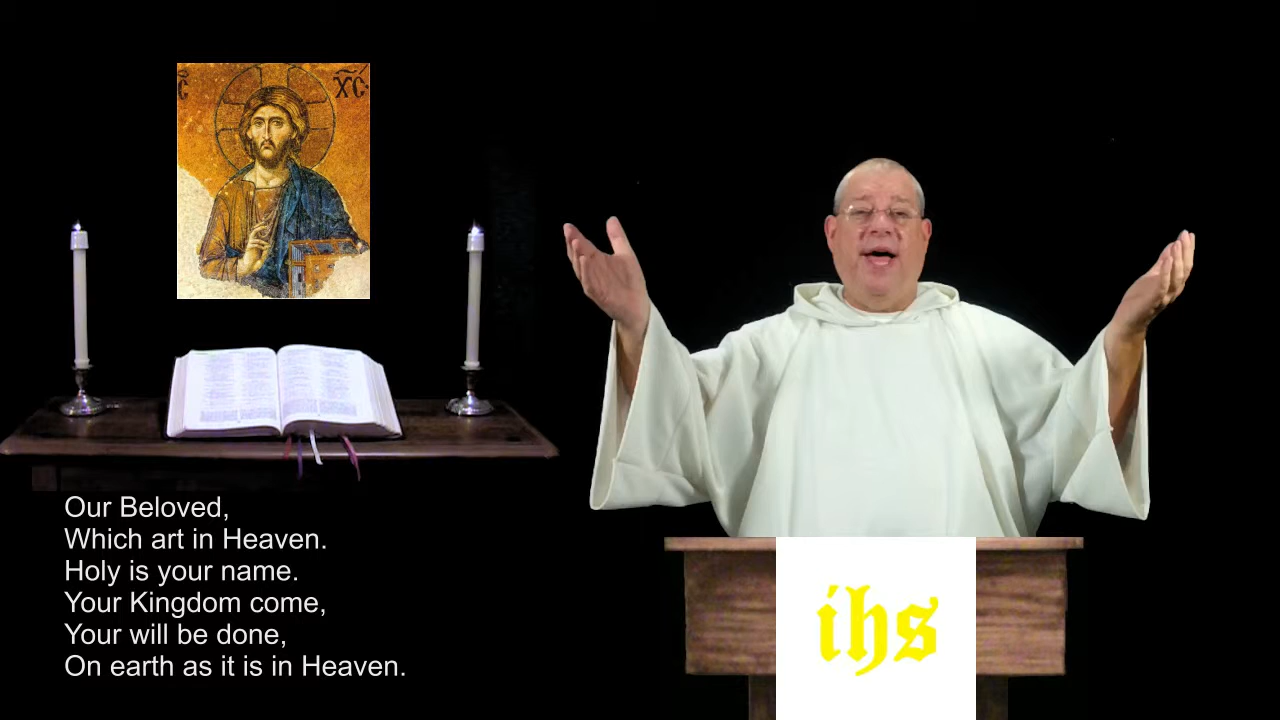 X͠C
Our Beloved,
Which art in Heaven.
Holy is your name.
Your Kingdom come,
Your will be done,
On earth as it is in Heaven.
ihs